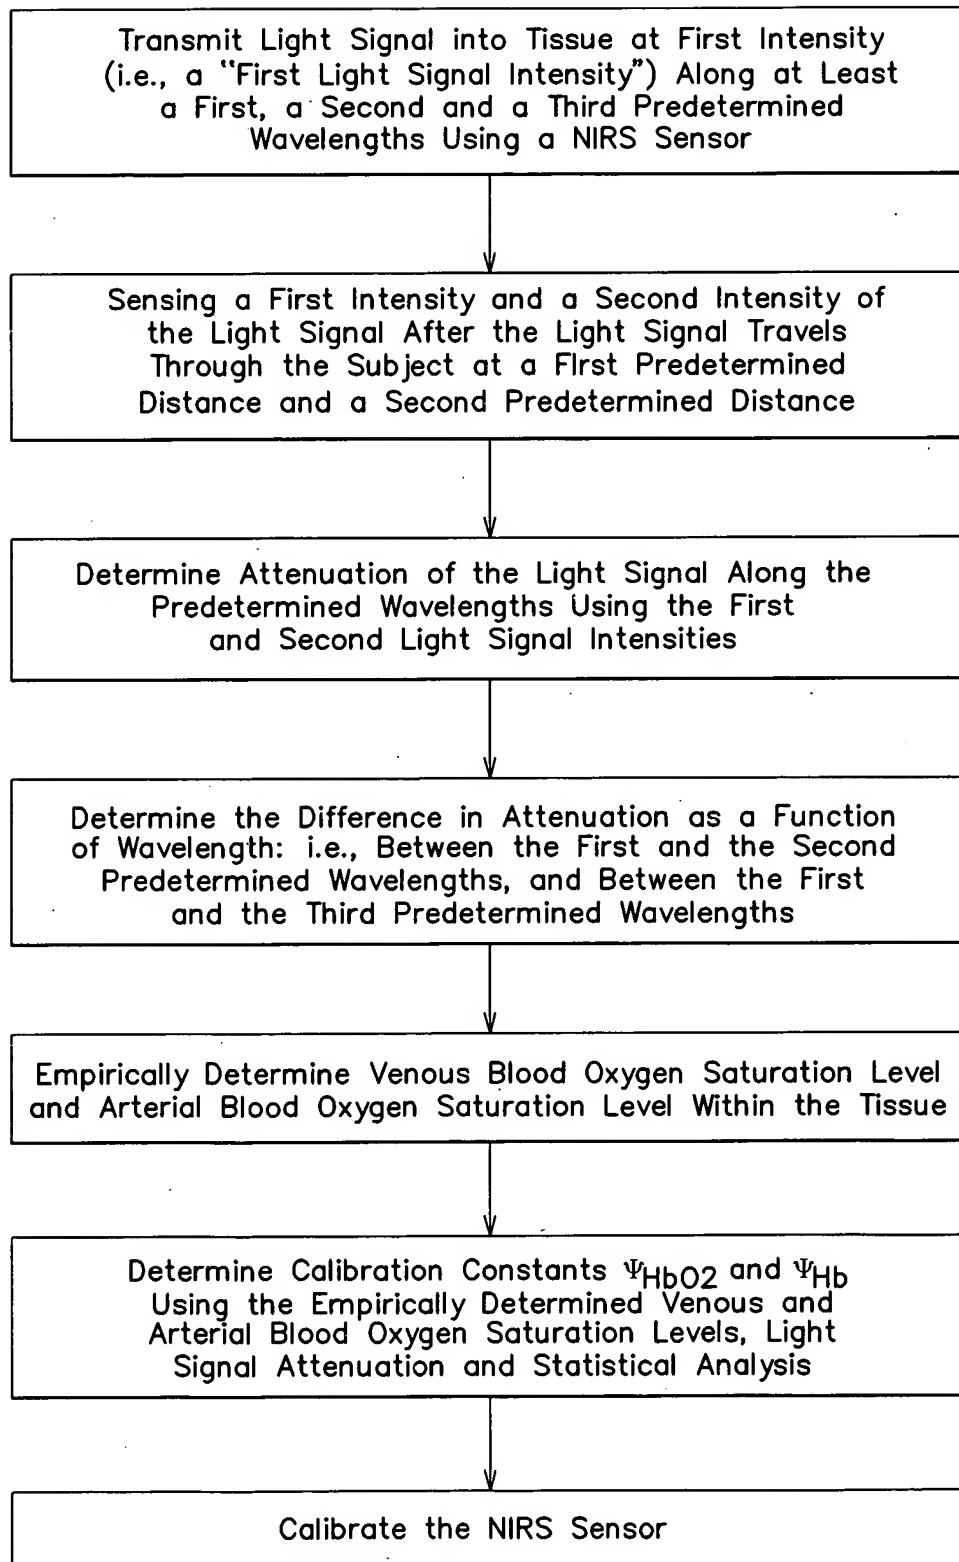 Transmit Light Signal into Tissue at First Intensity
(i.e., a "First Light Signal Intensity") Along at Least
a First, a Second and a Third Predetermined
Wavelengths Using a NIRS Sensor
Sensing a First Intensity and a Second Intensity of
the Light Signal After the Light Signal Travels
Through the Subject at a FIrst Predetermined
Distance and a Second Predetermined Distance
Determine Attenuation of the Light Signal Along the
Predetermined Wavelengths Using the First
and Second Light Signal Intensities
Determine the Difference in Attenuation as a Function
of Wavelength: i.e., Between the First and the Second
Predetermined Wavelengths, and Between the First
and the Third Predetermined Wavelengths
Empirically Determine Venous Blood Oxygen Saturation Level
and Arterial Blood Oxygen Saturation Level Within the Tissue
Determine Calibration Constants ΨHbO2 and ΨHb
Using the Empirically Determined Venous and
Arterial Blood Oxygen Saturation Levels, Light
Signal Attenuation and Statistical Analysis
Calibrate the NIRS Sensor